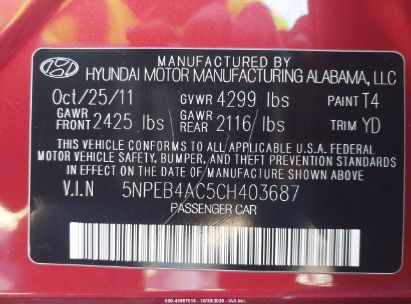 MANUFACTURED BY
HYUNDAI MOTOR MANUFACTURING ALABAMA, LLC
Oct/25/11 GVWR 4299 lbs PAINT T4
GAWR FRONT 2425 lbs GAWR REAR 2116 lbs TRIM YD
THIS VEHICLE CONFORMS TO ALL APPLICABLE U.S.A. FEDERAL
MOTOR VEHICLE SAFETY, BUMPER, AND THEFT PREVENTION STANDARDS
IN EFFECT ON THE DATE OF MANUFACTURE SHOWN ABOVE.
V.I.N 5NPEB4AC5CH403687
PASSENGER CAR